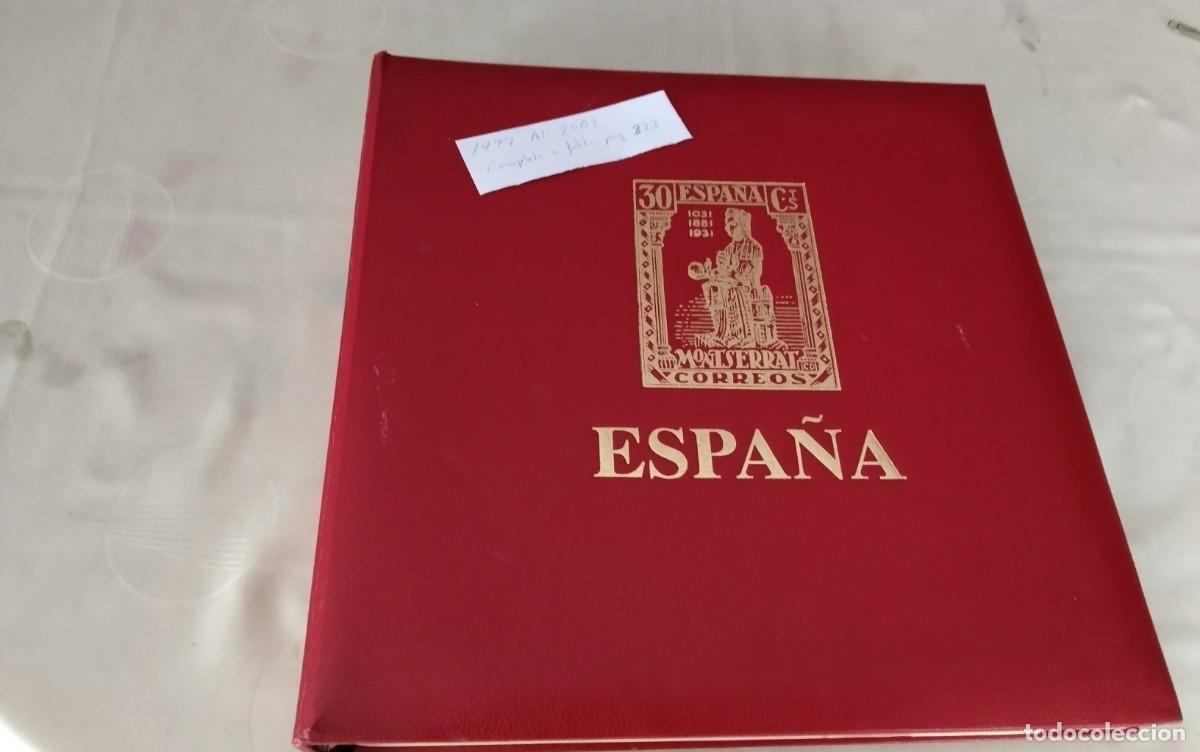 1997 AL 2002
Completo - falta pag 323
30 ESPAÑA CTS
1031
1881
1931
MONTSERRAT
CORREOS
ESPAÑA
todocoleccion